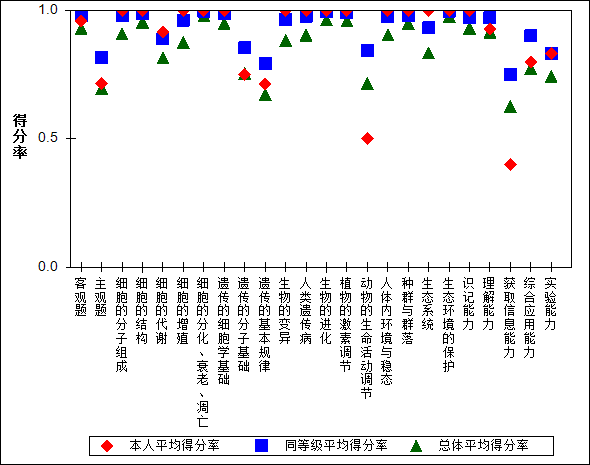 1.0
0.5
0.0
得分率
客观题
主观题
细胞的分子组成
细胞的结构
细胞的代谢
细胞的增殖
细胞的分化、衰老、凋亡
遗传的细胞学基础
遗传的分子基础
遗传的基本规律
生物的变异
人类遗传病
生物的进化
植物的激素调节
动物的生命活动调节
人体内环境与稳态
种群与群落
生态系统
生态环境的保护
识记能力
理解能力
获取信息能力
综合应用能力
实验能力
本人平均得分率 同等级平均得分率 总体平均得分率